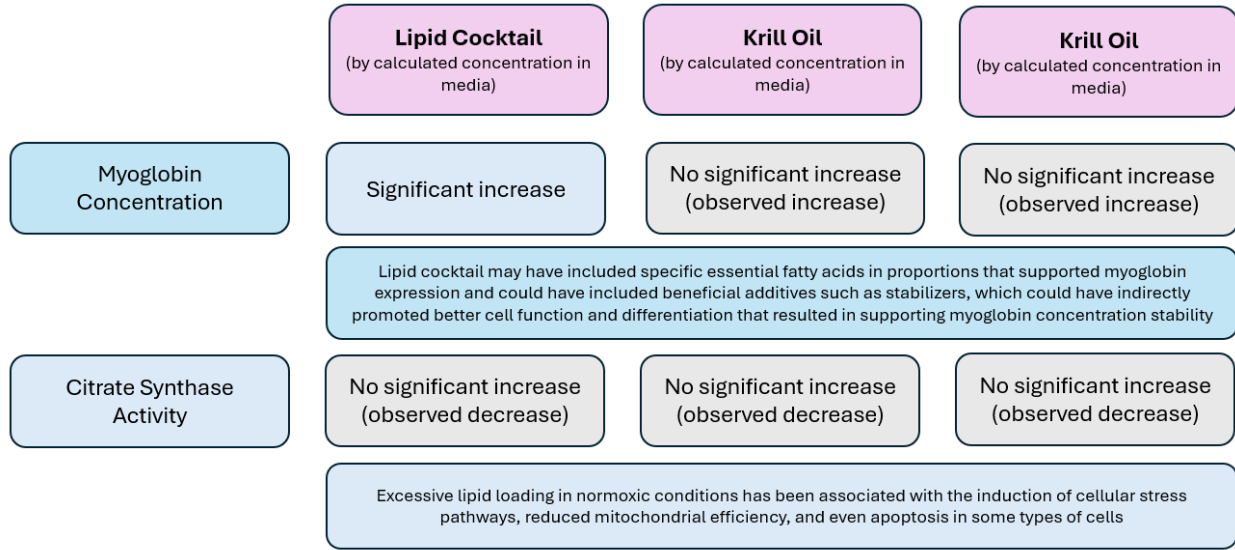 Lipid Cocktail
(by calculated concentration in
media)
Krill Oil
(by calculated concentration in
media)
Krill Oil
(by calculated concentration in
media)
Myoglobin
Concentration
Significant increase
No significant increase
(observed increase)
No significant increase
(observed increase)
Lipid cocktail may have included specific essential fatty acids in proportions that supported myoglobin
expression and could have included beneficial additives such as stabilizers, which could have indirectly
promoted better cell function and differentiation that resulted in supporting myoglobin concentration stability
Citrate Synthase
Activity
No significant increase
(observed decrease)
No significant increase
(observed decrease)
No significant increase
(observed decrease)
Excessive lipid loading in normoxic conditions has been associated with the induction of cellular stress
pathways, reduced mitochondrial efficiency, and even apoptosis in some types of cells